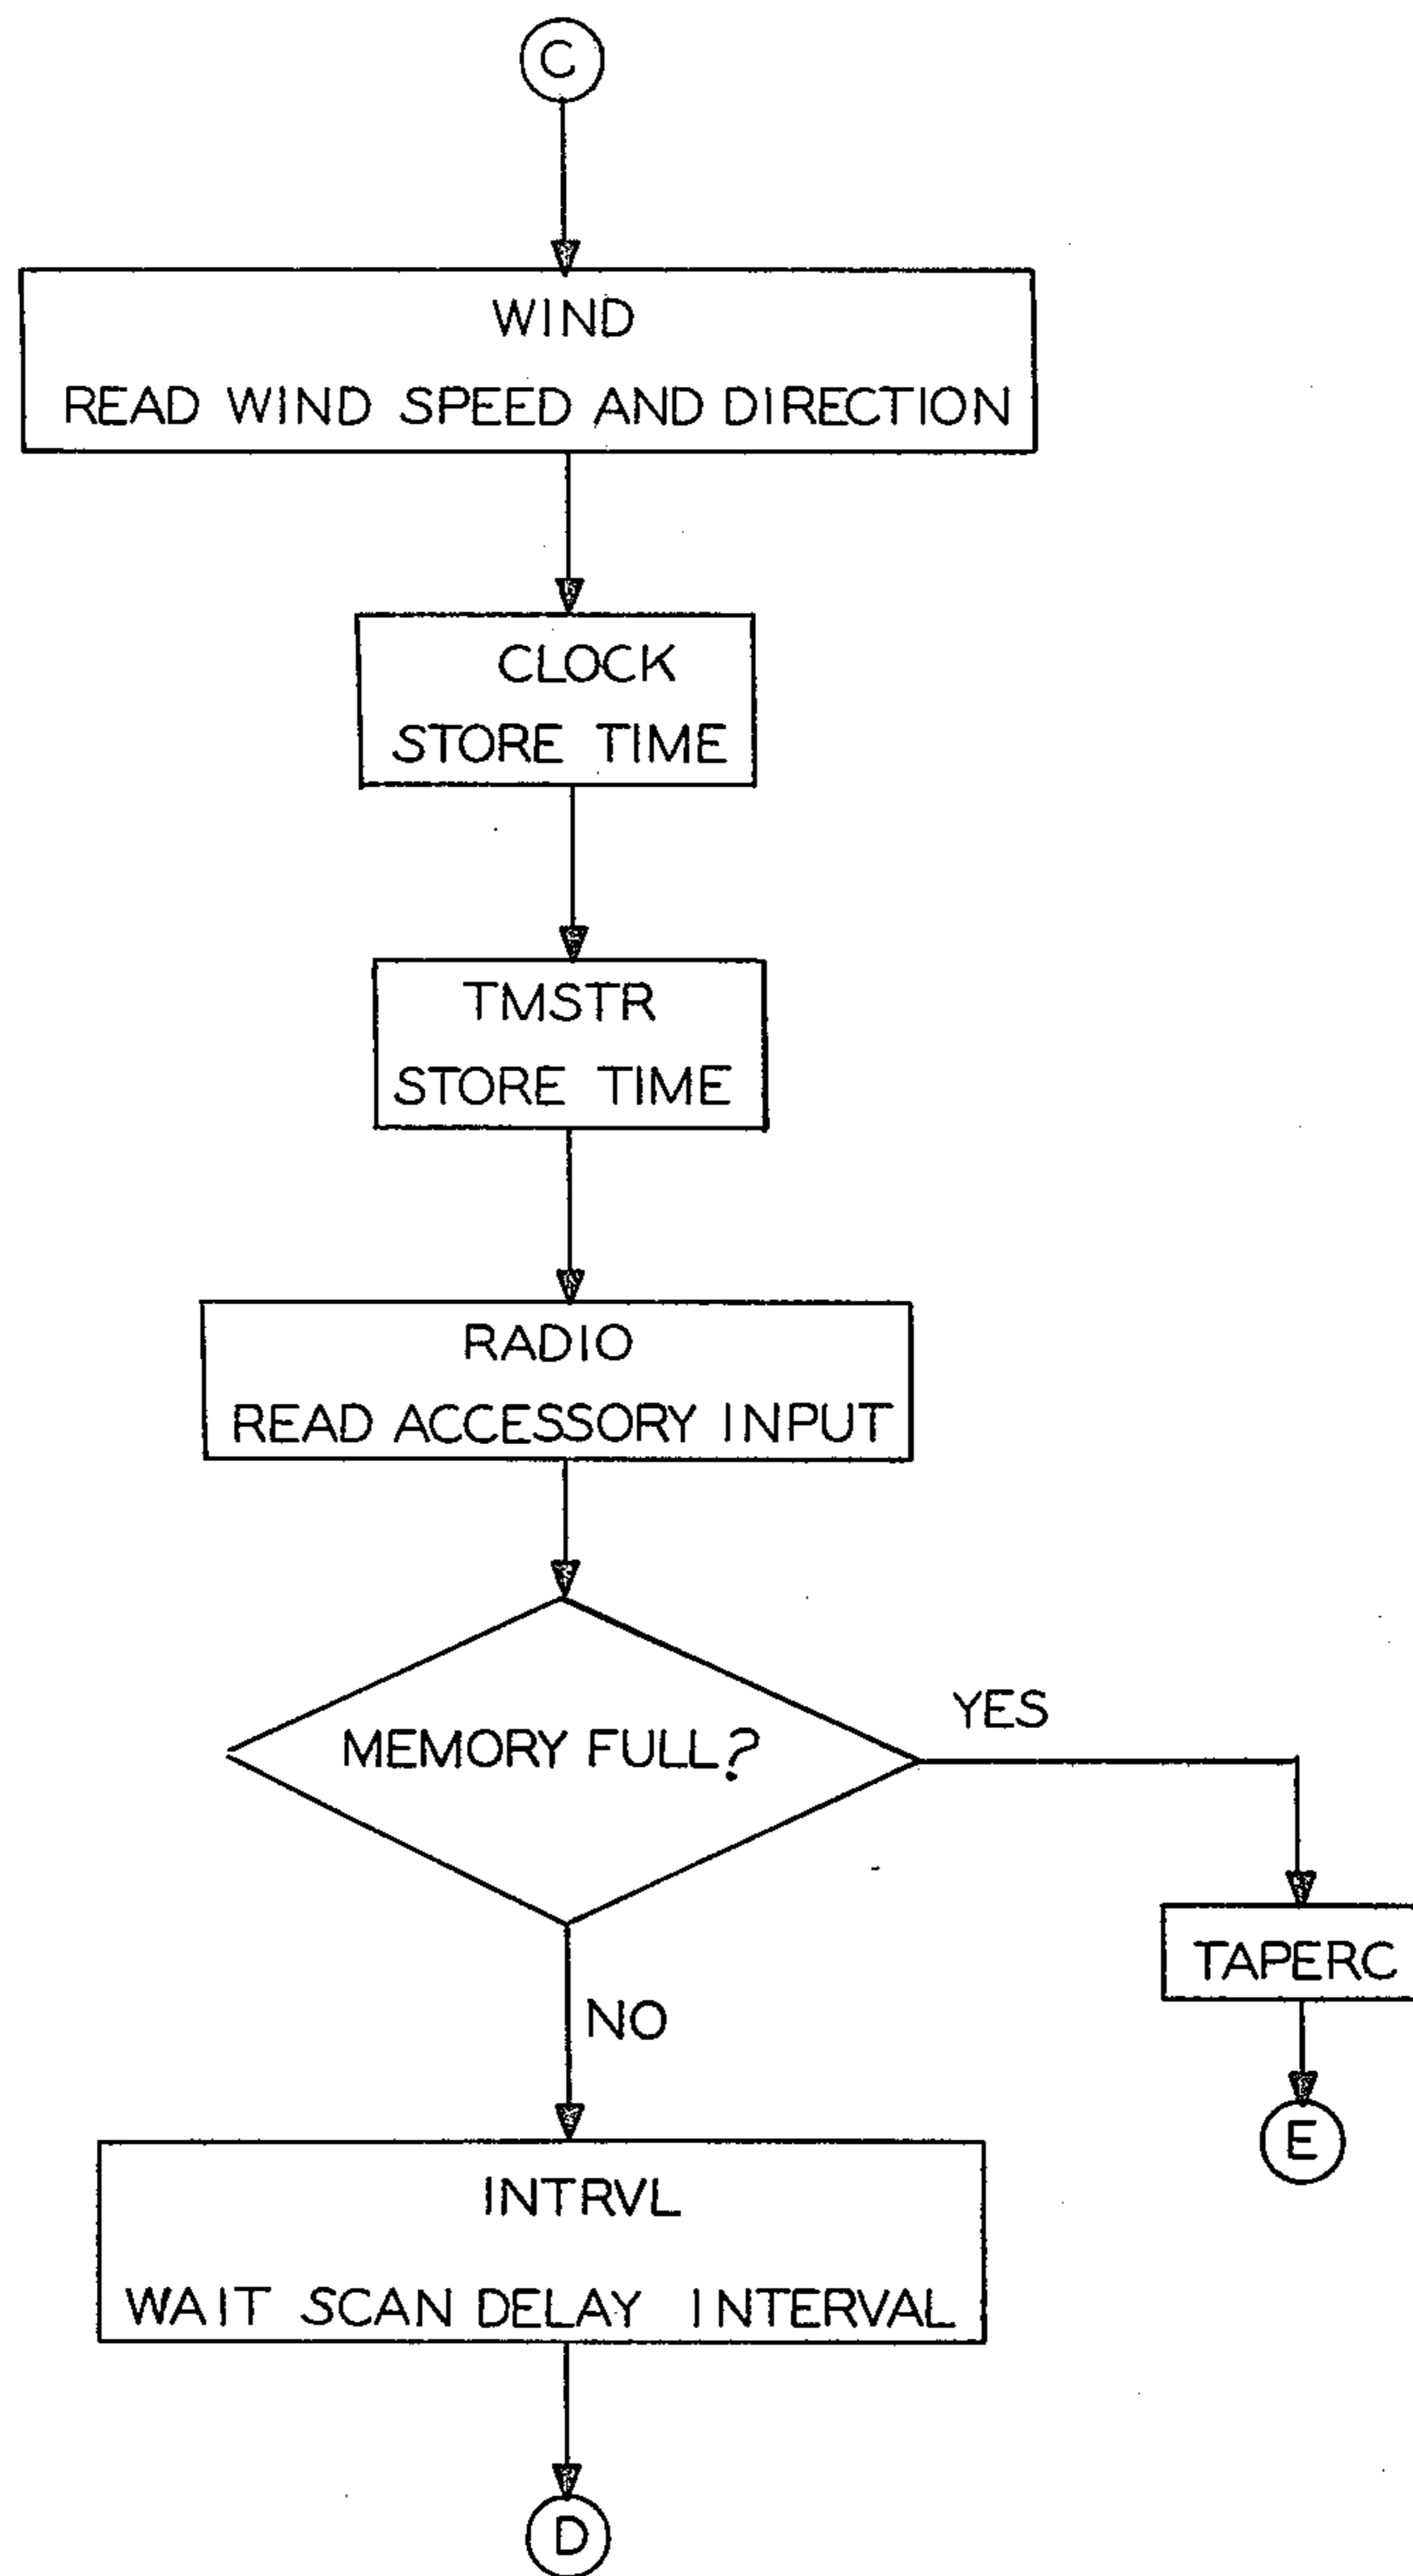 C
WIND
READ WIND SPEED AND DIRECTION
CLOCK
STORE TIME
TMSTR
STORE TIME
RADIO
READ ACCESSORY INPUT
MEMORY FULL?
YES
TAPERC
E
NO
INTRVL
WAIT SCAN DELAY INTERVAL
D